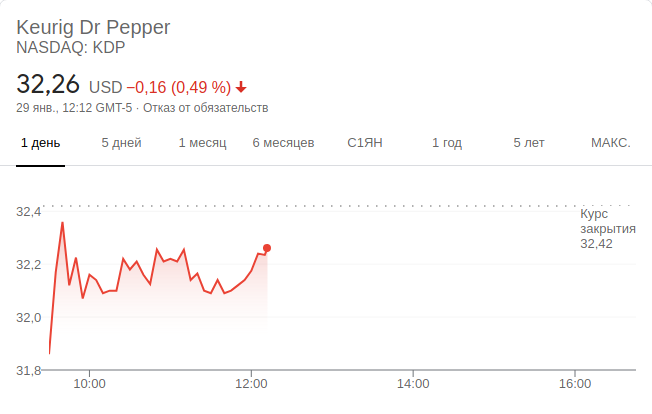 Keurig Dr Pepper
NASDAQ: KDP
32,26 USD −0,16 (0,49 %)
29 янв., 12:12 GMT-5 · Отказ от обязательств
1 день 5 дней 1 месяц 6 месяцев С1ЯН 1 год 5 лет МАКС.
32,4
Курс
закрытия
32,42
32,2
32,0
31,8
10:00 12:00 14:00 16:00